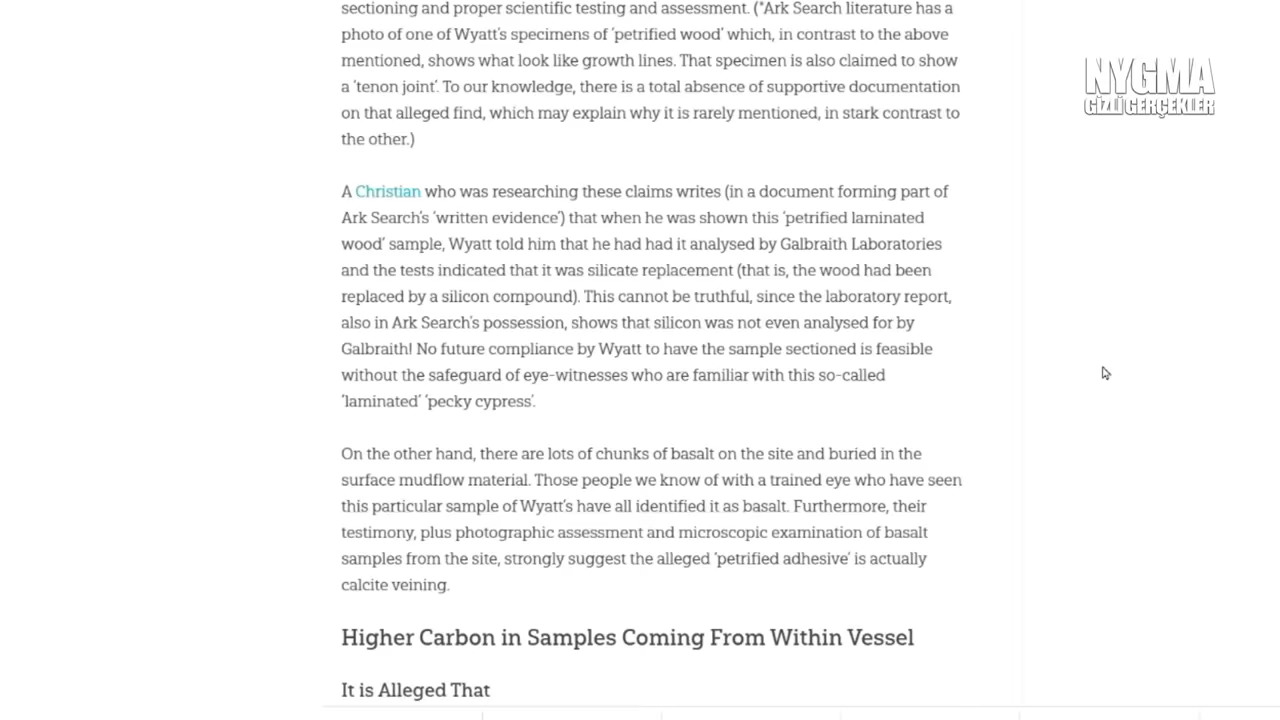 sectioning and proper scientific testing and assessment. (*Ark Search literature has a
photo of one of Wyatt's specimens of 'petrified wood' which, in contrast to the above
mentioned, shows what look like growth lines. That specimen is also claimed to show
a 'tenon joint'. To our knowledge, there is a total absence of supportive documentation
on that alleged find, which may explain why it is rarely mentioned, in stark contrast to
the other.)
NYGMA
GİZLİ GERÇEKLER
A Christian who was researching these claims writes (in a document forming part of
Ark Search's 'written evidence') that when he was shown this 'petrified laminated
wood' sample, Wyatt told him that he had had it analysed by Galbraith Laboratories
and the tests indicated that it was silicate replacement (that is, the wood had been
replaced by a silicon compound). This cannot be truthful, since the laboratory report,
also in Ark Search's possession, shows that silicon was not even analysed for by
Galbraith! No future compliance by Wyatt to have the sample sectioned is feasible
without the safeguard of eye-witnesses who are familiar with this so-called
'laminated' 'pecky cypress'.
On the other hand, there are lots of chunks of basalt on the site and buried in the
surface mudflow material. Those people we know of with a trained eye who have seen
this particular sample of Wyatt's have all identified it as basalt. Furthermore, their
testimony, plus photographic assessment and microscopic examination of basalt
samples from the site, strongly suggest the alleged 'petrified adhesive' is actually
calcite veining.
Higher Carbon in Samples Coming From Within Vessel
It is Alleged That